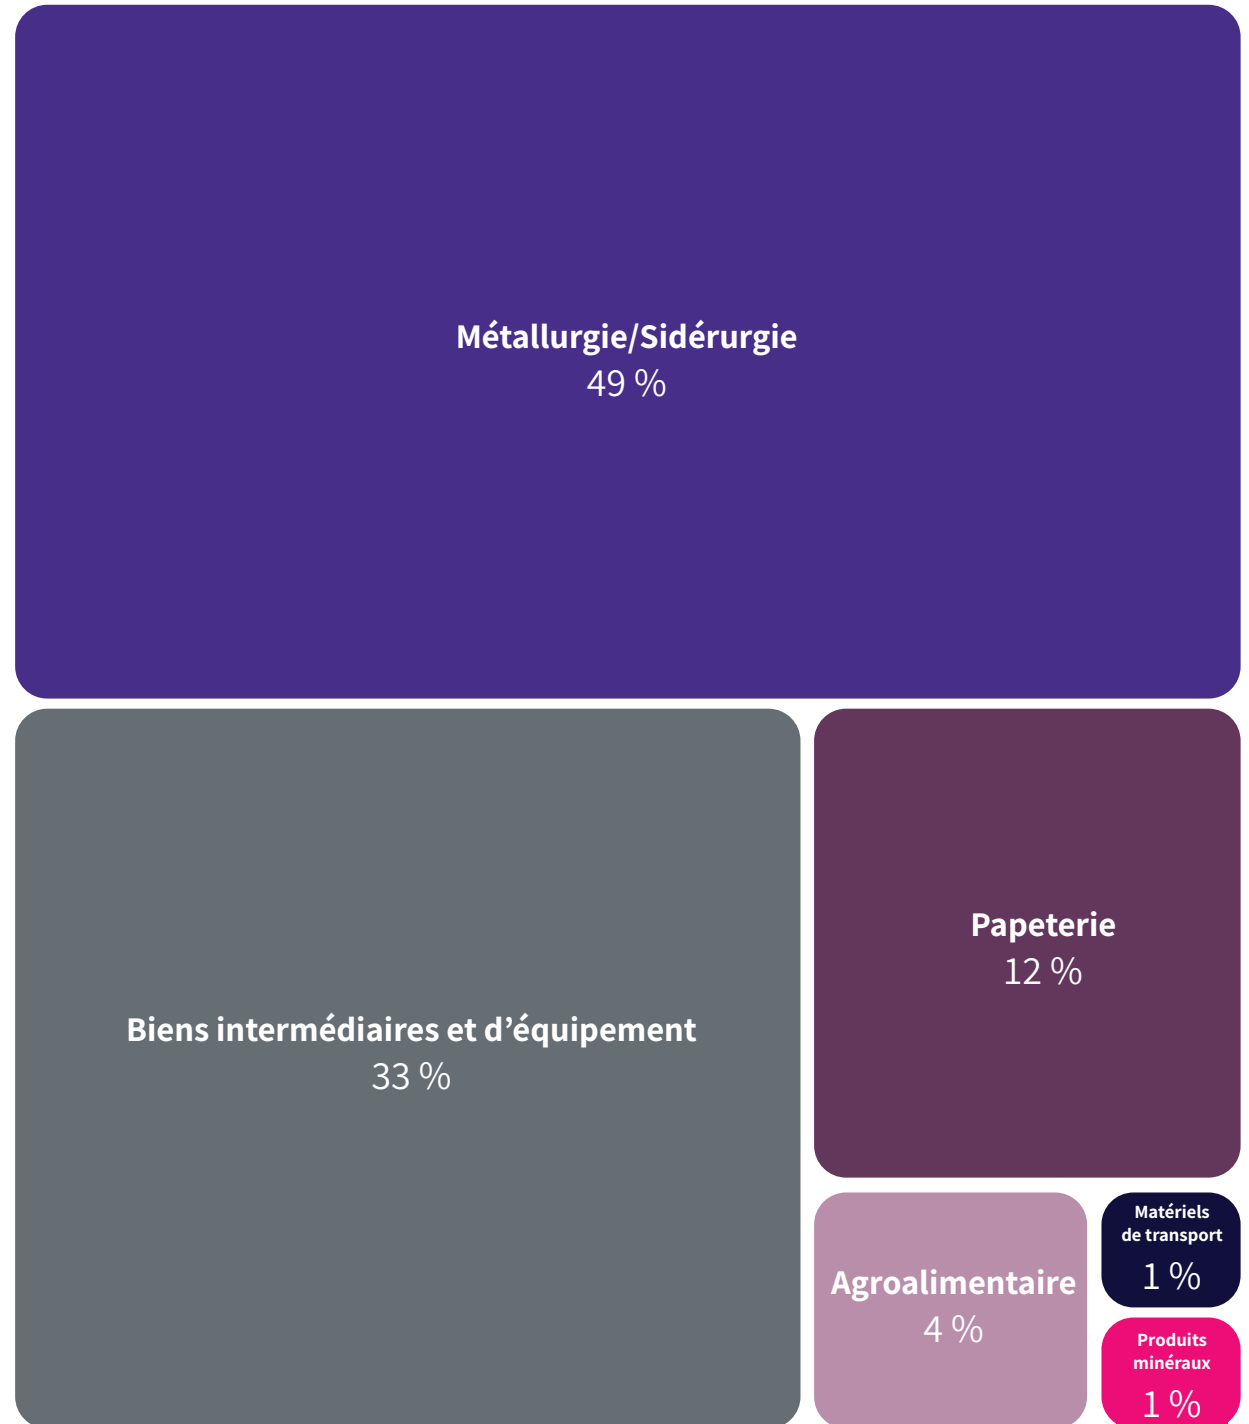 Métallurgie/Sidérurgie
49 %
Biens intermédiaires et d’équipement
33 %
Papeterie
12 %
Agroalimentaire
4 %
Matériels
de transport
1 %
Produits
minéraux
1 %